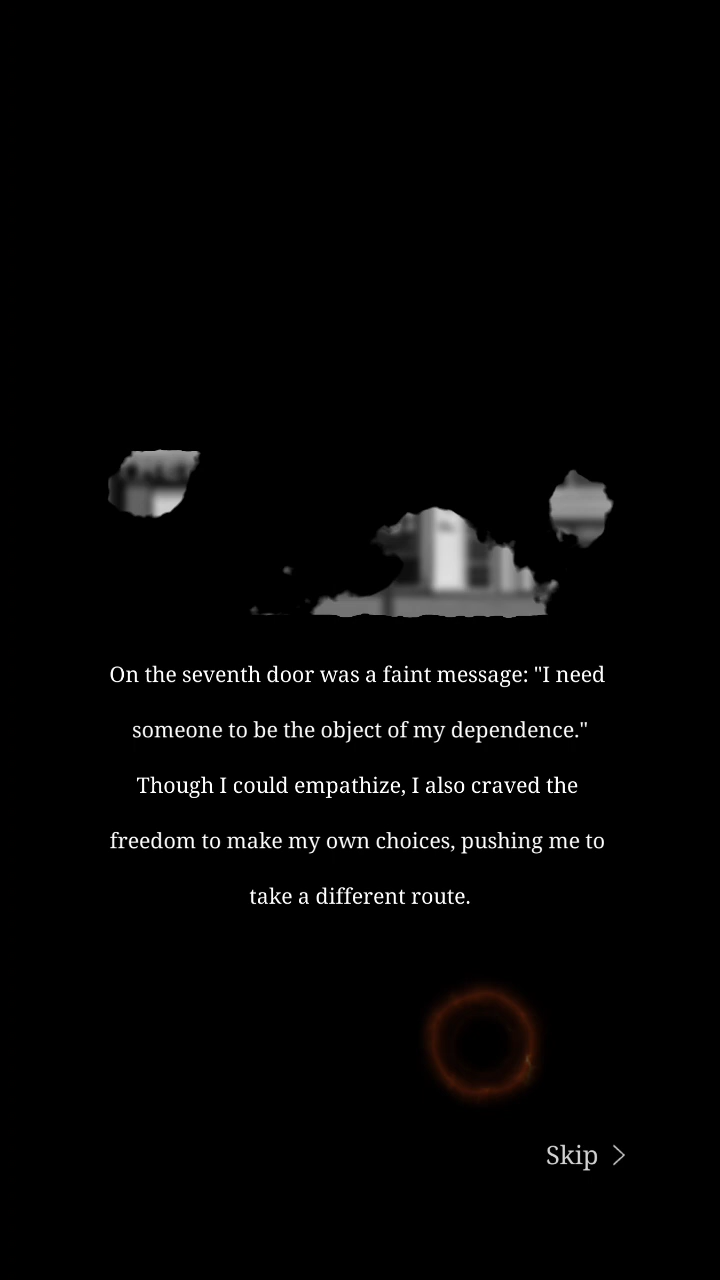 On the seventh door was a faint message: "I need
someone to be the object of my dependence."
Though I could empathize, I also craved the
freedom to make my own choices, pushing me to
take a different route.
Skip